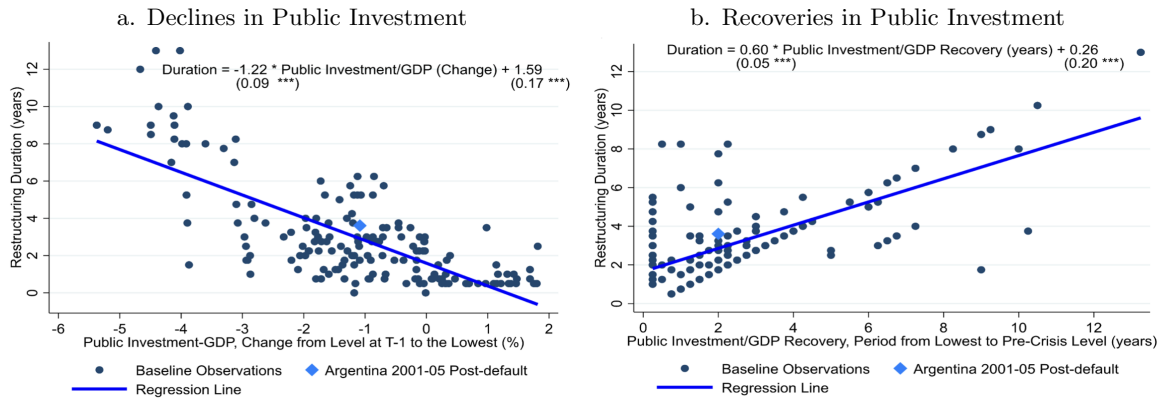 a. Declines in Public Investment
Duration = -1.22 * Public Investment/GDP (Change) + 1.59
(0.09 ***) (0.17 ***)
Restructuring Duration (years)
12
10
8
6
4
2
0
-6 -5 -4 -3 -2 -1 0 1 2
Public Investment-GDP, Change from Level at T-1 to the Lowest (%)
Baseline Observations Argentina 2001-05 Post-default
Regression Line
b. Recoveries in Public Investment
Duration = 0.60 * Public Investment/GDP Recovery (years) + 0.26
(0.05 ***) (0.20 ***)
Restructuring Duration (years)
12
10
8
6
4
2
0
0 2 4 6 8 10 12
Public Investment/GDP Recovery, Period from Lowest to Pre-Crisis Level (years)
Baseline Observations Argentina 2001-05 Post-default
Regression Line